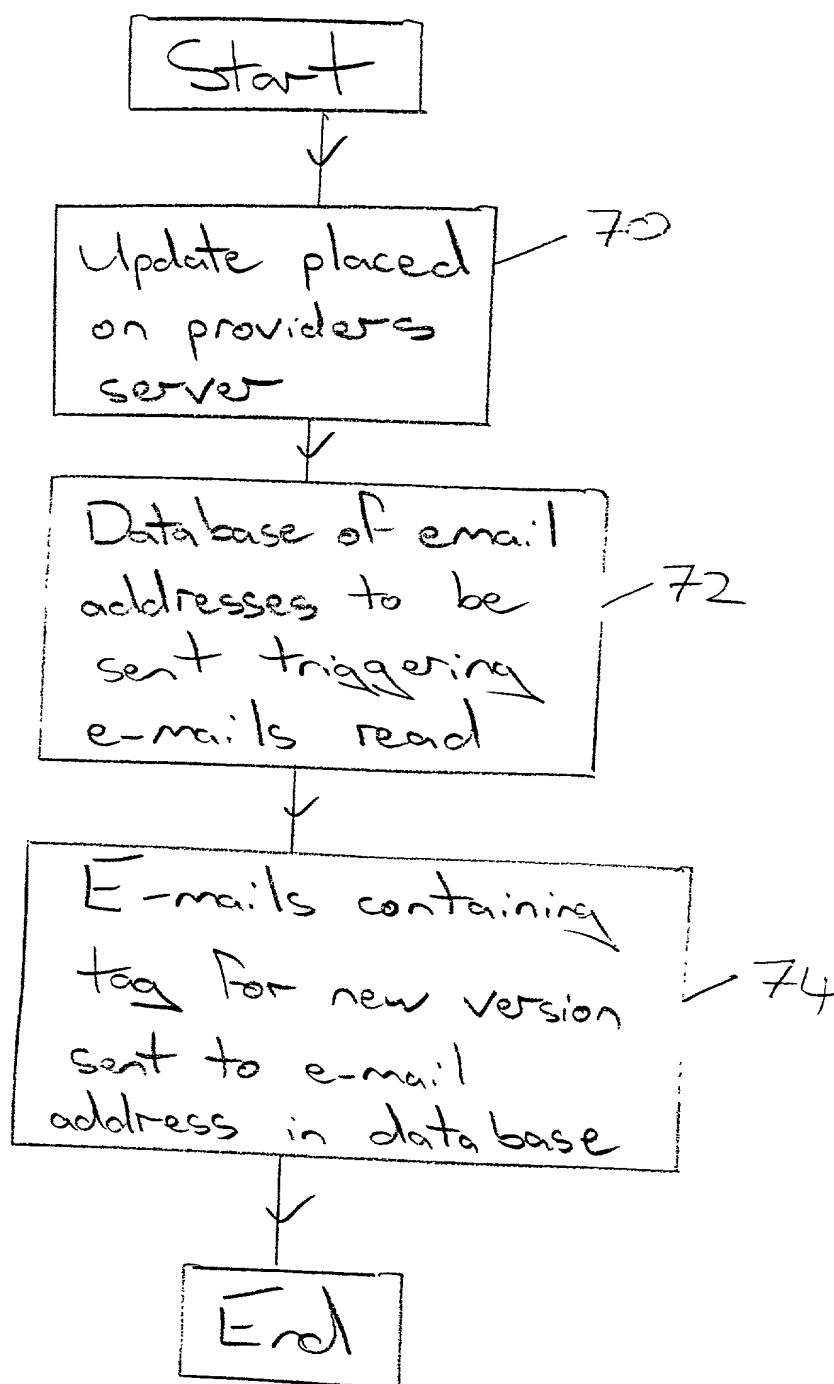 Start
Update placed
on providers
server
70
Database of email
addresses to be
sent triggering
e-mails read
72
E-mails containing
tag for new version
sent to e-mail
address in database
74
End